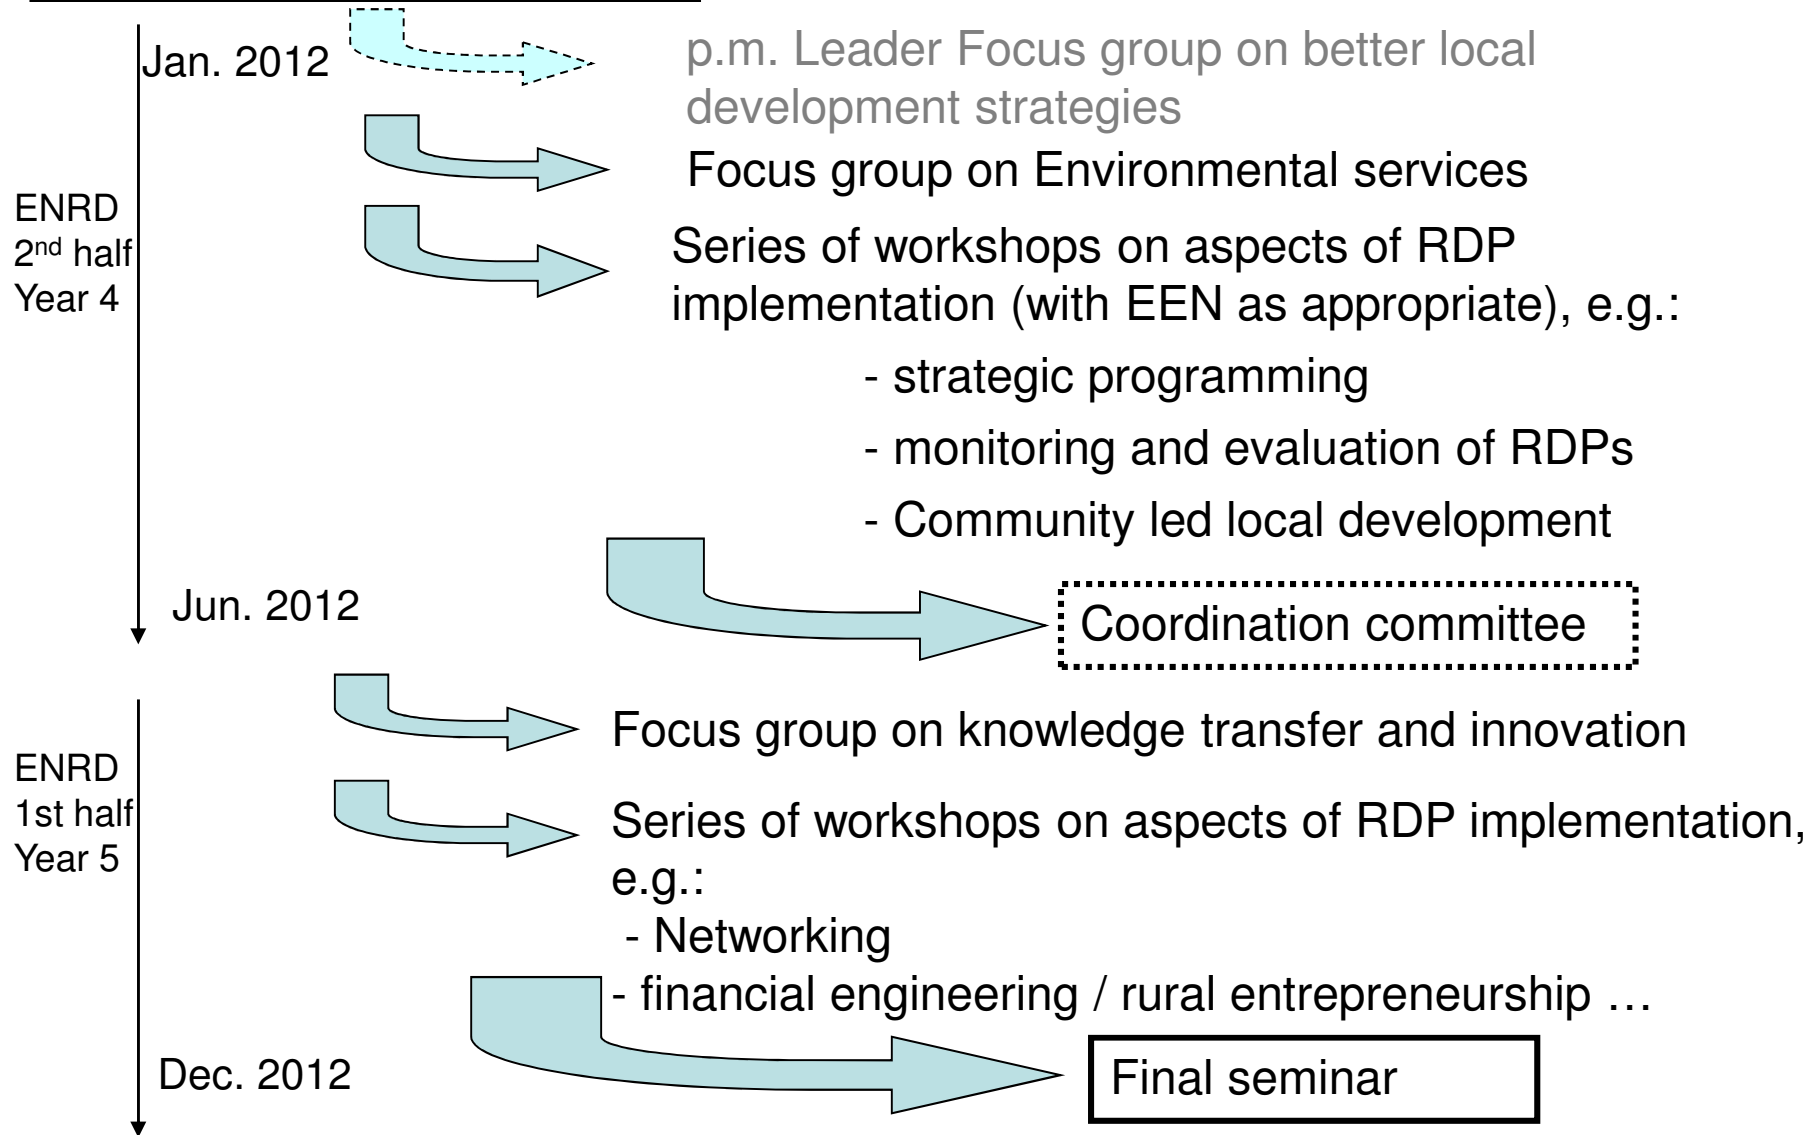 Jan. 2012
p.m. Leader Focus group on better local
development strategies
Focus group on Environmental services
ENRD
2nd half
Year 4
Series of workshops on aspects of RDP
implementation (with EEN as appropriate), e.g.:
- strategic programming
- monitoring and evaluation of RDPs
- Community led local development
Jun. 2012
Coordination committee
Focus group on knowledge transfer and innovation
ENRD
1st half
Year 5
Series of workshops on aspects of RDP implementation,
e.g.:
- Networking
- financial engineering / rural entrepreneurship …
Dec. 2012
Final seminar